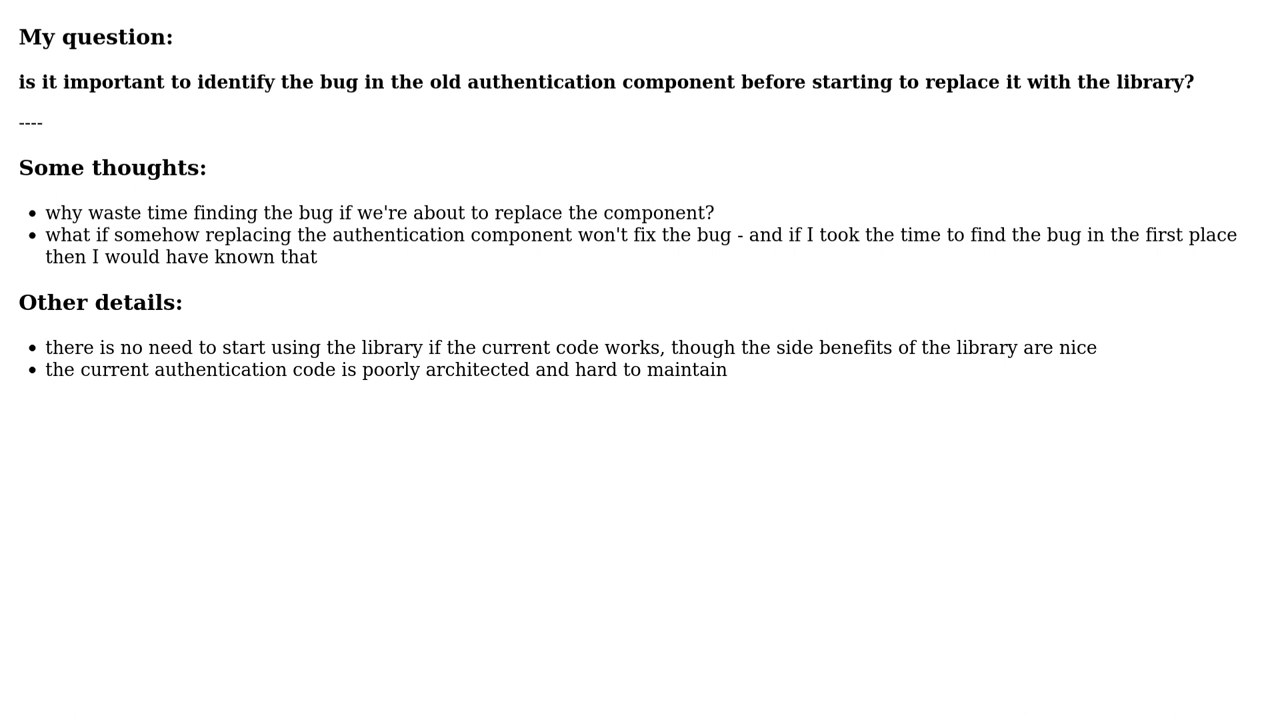 My question:
is it important to identify the bug in the old authentication component before starting to replace it with the library?
----
Some thoughts:
• why waste time finding the bug if we're about to replace the component?
• what if somehow replacing the authentication component won't fix the bug - and if I took the time to find the bug in the first place
then I would have known that
Other details:
• there is no need to start using the library if the current code works, though the side benefits of the library are nice
• the current authentication code is poorly architected and hard to maintain